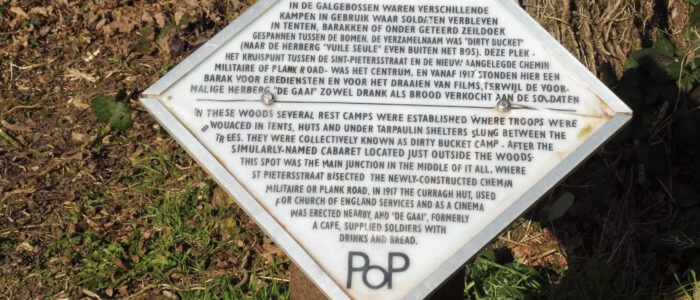 IN DE GALGEBOSSEN WAREN VERSCHILLENDE
KAMPEN IN GEBRUIK WAAR SOLDATEN VERBLEVEN
IN TENTEN, BARAKKEN OF ONDER GETEERD ZEILDOEK
GESPANNEN TUSSEN DE BOMEN. DE VERZAMELNAAM WAS "DIRTY BUCKET"
(NAAR DE HERBERG "VUILE SEULE" EVEN BUITEN HET BOS). DEZE PLEK -
HET KRUISPUNT TUSSEN DE SINT-PIETERSSTRAAT EN DE NIEUW AANGELEGDE CHEMIN
MILITAIRE OF PLANK ROAD - WAS HET CENTRUM, EN VANAF 1917 STONDEN HIER EEN
BARAK VOOR EREDIENSTEN EN VOOR HET DRAAIEN VAN FILMS, TERWIJL DE VOOR-
MALIGE HERBERG "DE GAAI" ZOWEL DRANK ALS BROOD VERKOCHT AAN DE SOLDATEN
IN THESE WOODS SEVERAL REST CAMPS WERE ESTABLISHED WHERE TROOPS WERE
BIVOUACED IN TENTS, HUTS AND UNDER TARPAULIN SHELTERS SLUNG BETWEEN THE
TREES. THEY WERE COLLECTIVELY KNOWN AS DIRTY BUCKET CAMP - AFTER THE
SIMULARLY-NAMED CABARET LOCATED JUST OUTSIDE THE WOODS.
THIS SPOT WAS THE MAIN JUNCTION IN THE MIDDLE OF IT ALL, WHERE
ST PIETERSSTRAAT BISECTED THE NEWLY-CONSTRUCTED CHEMIN
MILITAIRE OR PLANK ROAD. IN 1917 THE CURRAGH HUT, USED
FOR CHURCH OF ENGLAND SERVICES AND AS A CINEMA
WAS ERECTED NEARBY, AND "DE GAAI", FORMERLY
A CAFE, SUPPLIED SOLDIERS WITH
DRINKS AND BREAD.
PoP